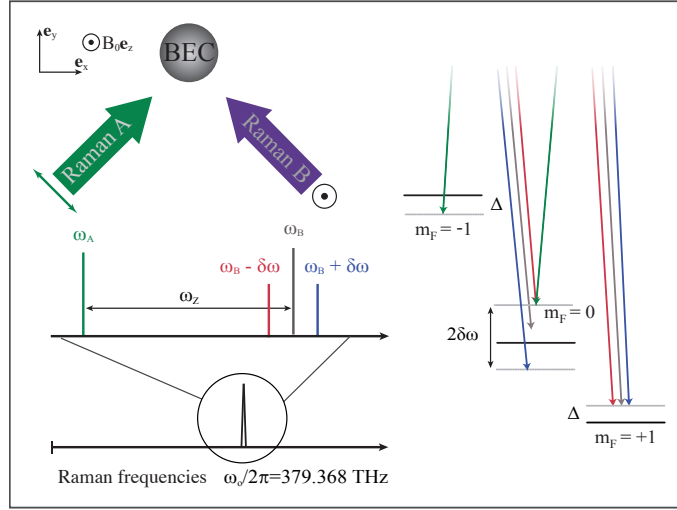 e_y
B₀e_z
e_x
BEC
Raman A
Raman B
ω_A
ω_B
ω_B - δω
ω_B + δω
ω_Z
Raman frequencies ω_o/2π=379.368 THz
Δ
m_F = -1
m_F = 0
2δω
Δ
m_F = +1